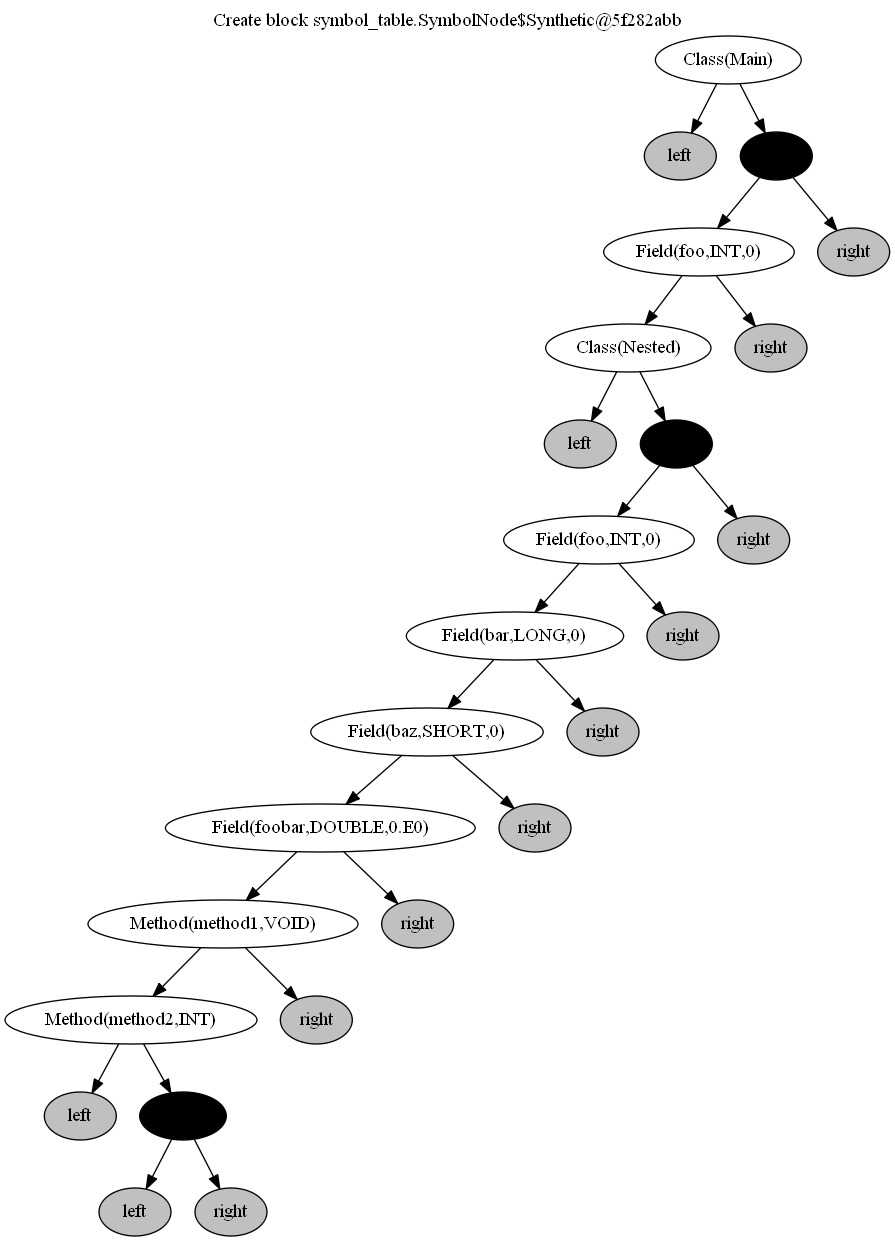 Create block symbol_table.SymbolNode$Synthetic@5f282abb
Class(Main)
left
Field(foo,INT,0)
right
Class(Nested)
right
left
Field(foo,INT,0)
right
Field(bar,LONG,0)
right
Field(baz,SHORT,0)
right
Field(foobar,DOUBLE,0.E0)
right
Method(method1,VOID)
right
Method(method2,INT)
right
left
left
right